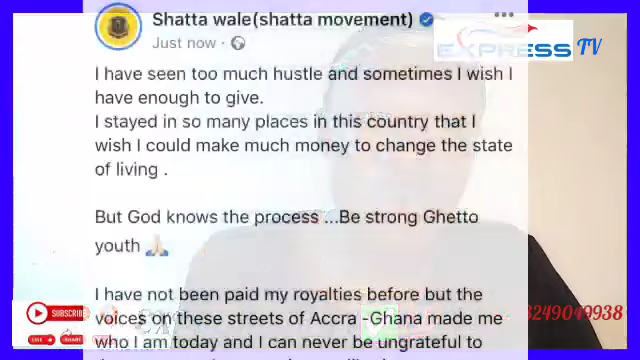 Shatta wale(shatta movement)
Just now ·
EXPRESS TV
I have seen too much hustle and sometimes I wish I
have enough to give.
I stayed in so many places in this country that I
wish I could make much money to change the state
of living .
But God knows the process ...Be strong Ghetto
youth 🙏🏼
I have not been paid my royalties before but the
voices on these streets of Accra -Ghana made me
who I am today and I can never be ungrateful to
SUBSCRIBE
3249049938